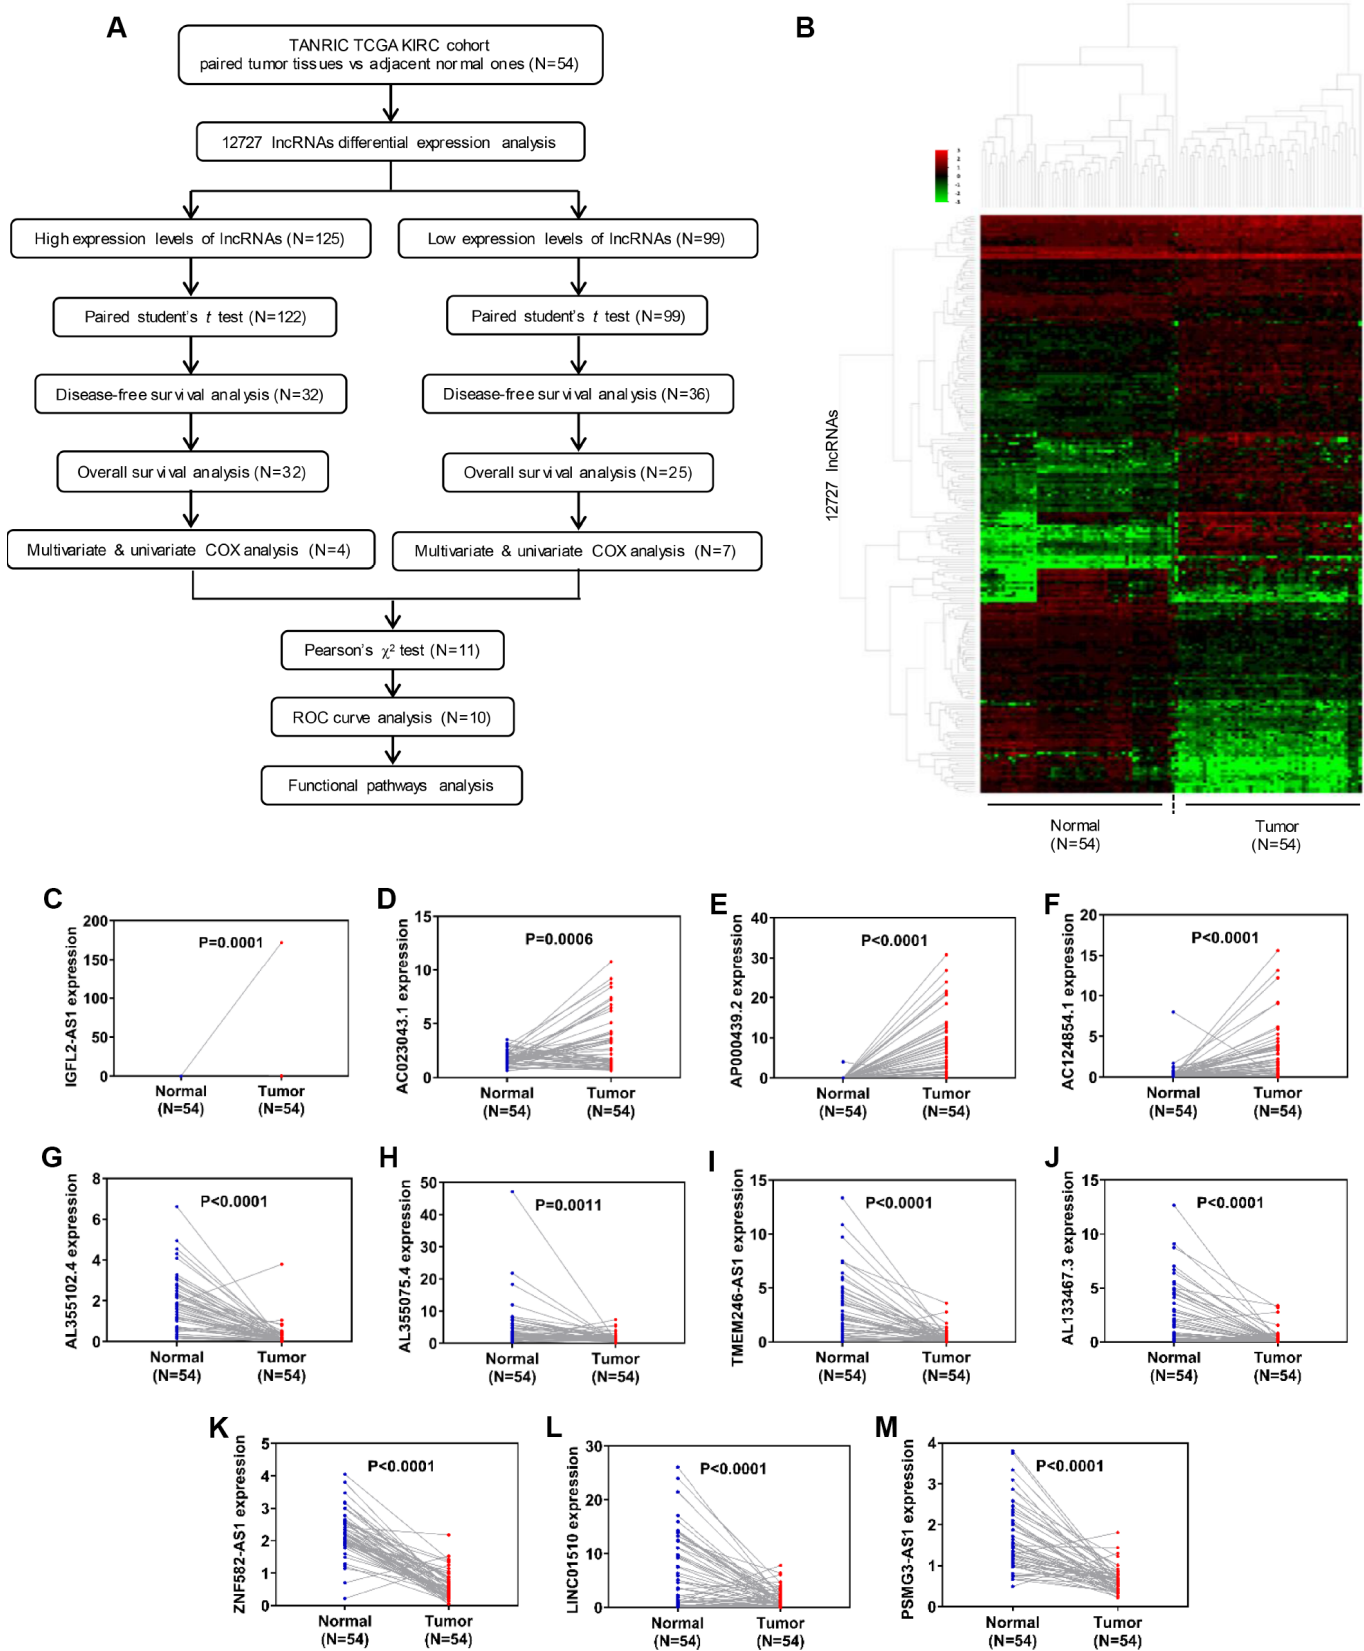 A
TANRIC TCGA KIRC cohort
paired tumor tissues vs adjacent normal ones (N=54)
12727 lncRNAs differential expression analysis
High expression levels of lncRNAs (N=125)
Low expression levels of lncRNAs (N=99)
Paired student's t test (N=122)
Paired student's t test (N=99)
Disease-free survival analysis (N=32)
Disease-free survival analysis (N=36)
Overall survival analysis (N=32)
Overall survival analysis (N=25)
Multivariate & univariate COX analysis (N=4)
Multivariate & univariate COX analysis (N=7)
Pearson's χ² test (N=11)
ROC curve analysis (N=10)
Functional pathways analysis
B
3
2
1
0
-1
-2
-3
12727 lncRNAs
Normal
(N=54)
Tumor
(N=54)
C
IGFL2-AS1 expression
200
150
100
50
0
P=0.0001
Normal
(N=54)
Tumor
(N=54)
D
AC023043.1 expression
15
10
5
0
P=0.0006
Normal
(N=54)
Tumor
(N=54)
E
AP000439.2 expression
40
30
20
10
0
P<0.0001
Normal
(N=54)
Tumor
(N=54)
F
AC124854.1 expression
20
15
10
5
0
P<0.0001
Normal
(N=54)
Tumor
(N=54)
G
AL355102.4 expression
8
6
4
2
0
P<0.0001
Normal
(N=54)
Tumor
(N=54)
H
AL355075.4 expression
50
40
30
20
10
0
P=0.0011
Normal
(N=54)
Tumor
(N=54)
I
TMEM246-AS1 expression
15
10
5
0
P<0.0001
Normal
(N=54)
Tumor
(N=54)
J
AL133467.3 expression
15
10
5
0
P<0.0001
Normal
(N=54)
Tumor
(N=54)
K
ZNF582-AS1 expression
5
4
3
2
1
0
P<0.0001
Normal
(N=54)
Tumor
(N=54)
L
LINC01510 expression
30
20
10
0
P<0.0001
Normal
(N=54)
Tumor
(N=54)
M
PSMG3-AS1 expression
4
3
2
1
0
P<0.0001
Normal
(N=54)
Tumor
(N=54)